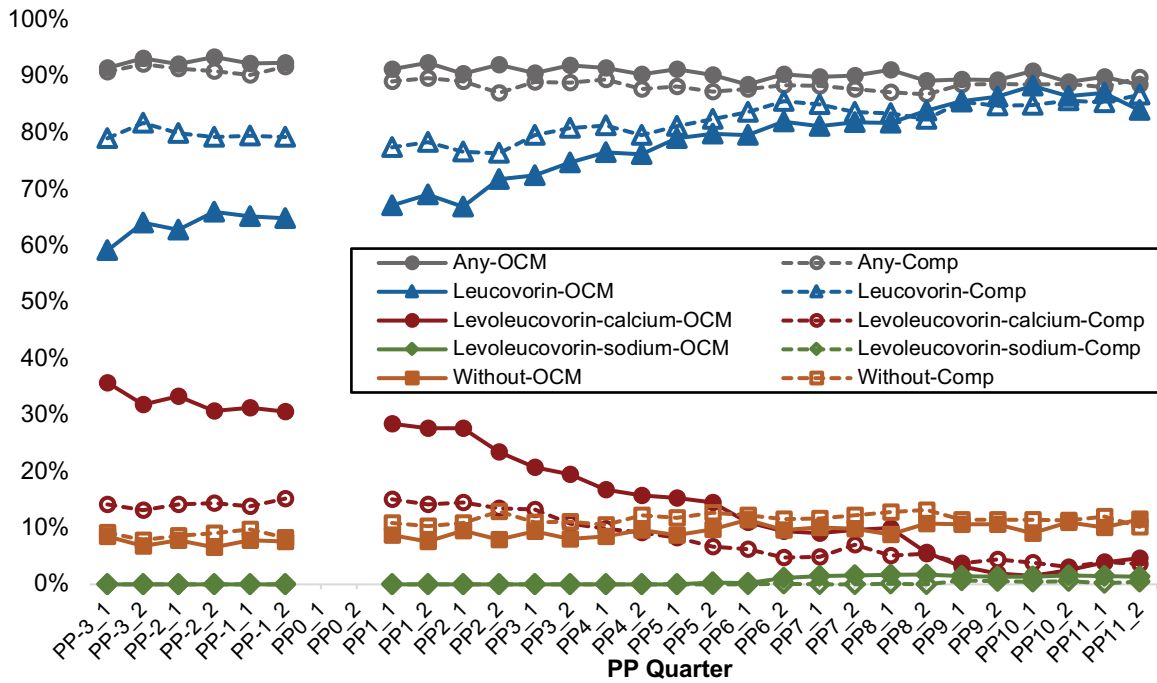 100%
90%
80%
70%
60%
50%
40%
30%
20%
10%
0%
Any-OCM
Any-Comp
Leucovorin-OCM
Leucovorin-Comp
Levoleucovorin-calcium-OCM
Levoleucovorin-calcium-Comp
Levoleucovorin-sodium-OCM
Levoleucovorin-sodium-Comp
Without-OCM
Without-Comp
PP-3_1
PP-3_2
PP-2_1
PP-2_2
PP-1_1
PP-1_2
PP0_1
PP0_2
PP1_1
PP1_2
PP2_1
PP2_2
PP3_1
PP3_2
PP4_1
PP4_2
PP5_1
PP5_2
PP6_1
PP6_2
PP7_1
PP7_2
PP8_1
PP8_2
PP9_1
PP9_2
PP10_1
PP10_2
PP11_1
PP11_2
PP Quarter